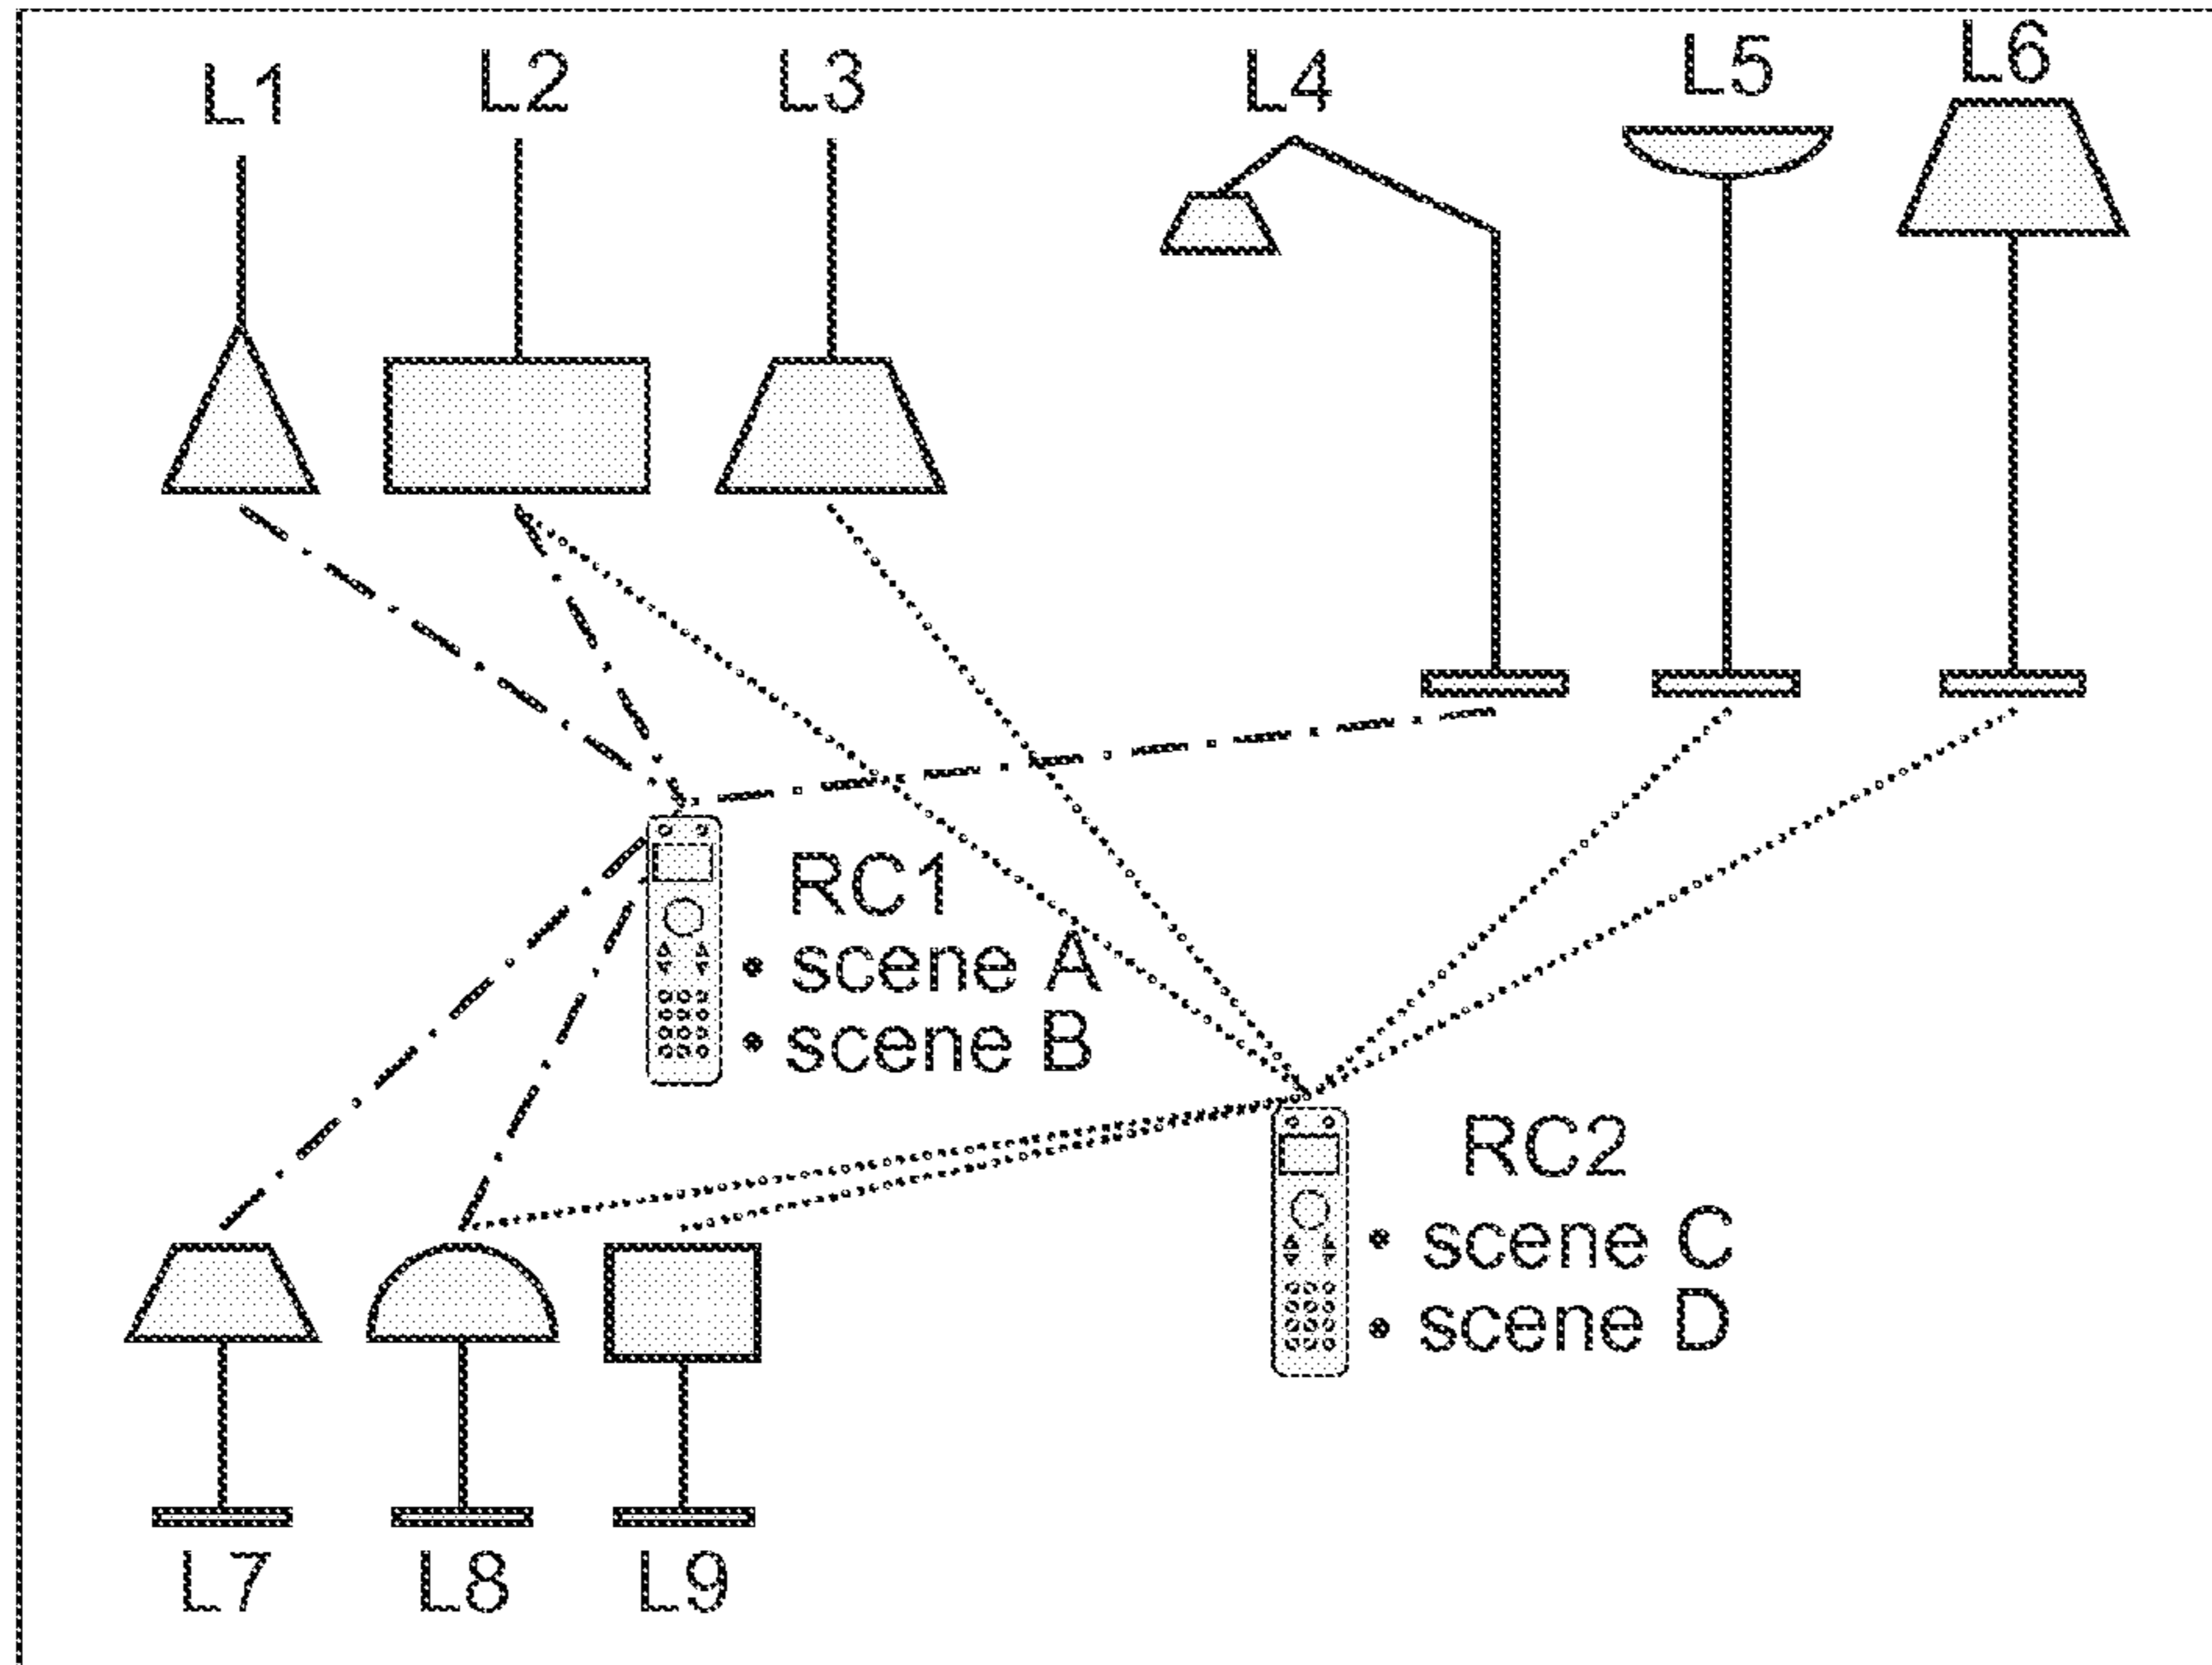 L1
L2
L3
L4
L5
L6
RC1
• scene A
• scene B
RC2
• scene C
• scene D
L7
L8
L9